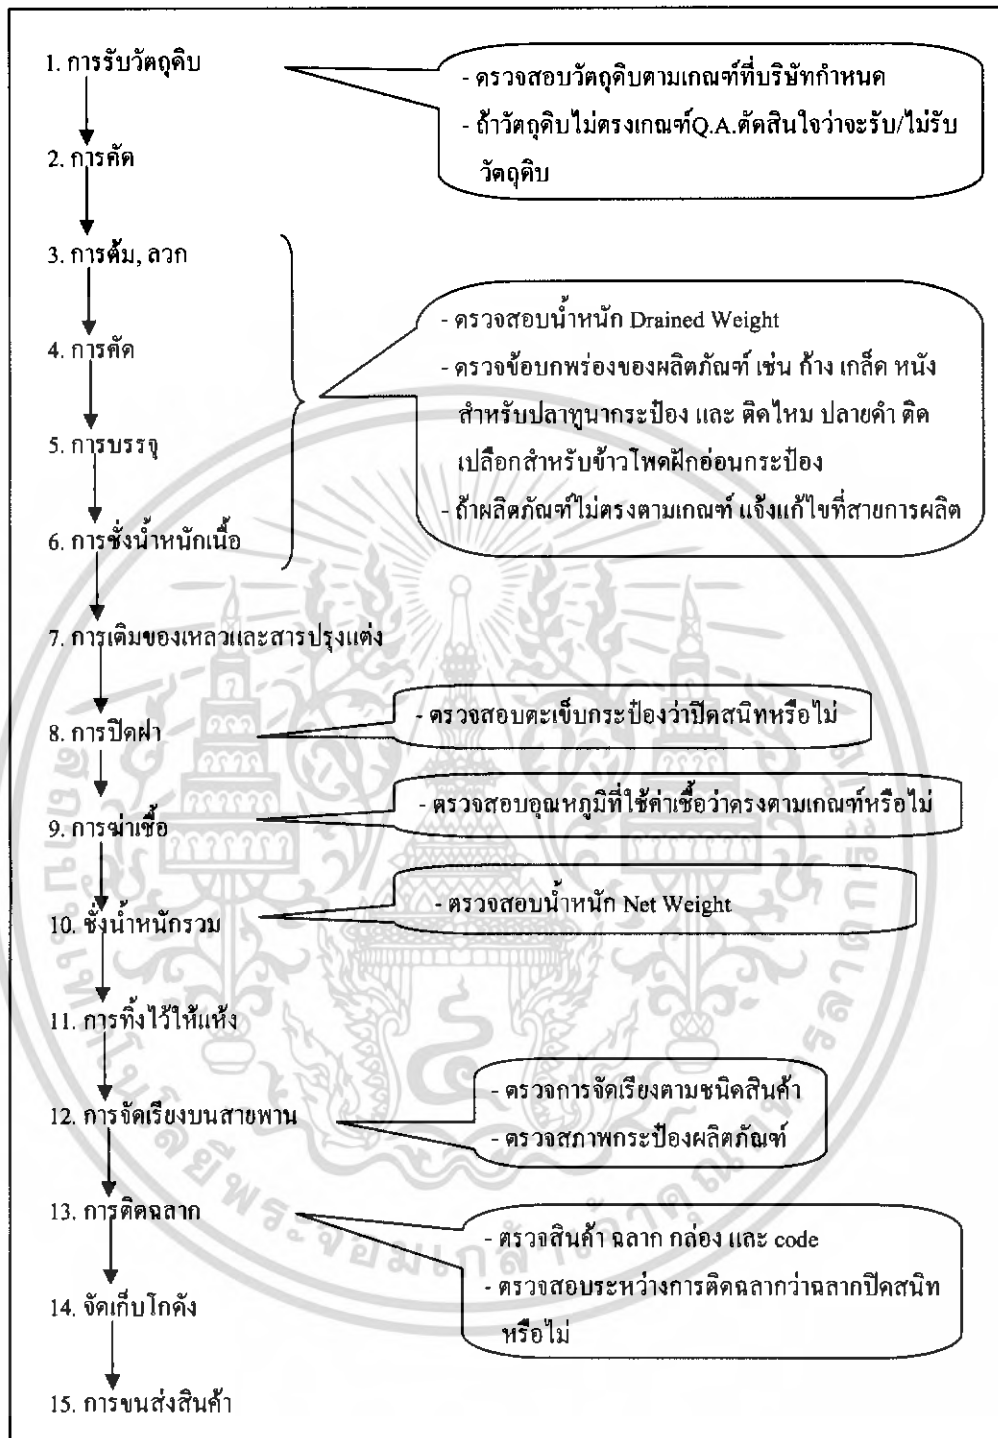 1. การรับวัตถุดิบ
- ตรวจสอบวัตถุดิบตามเกณฑ์ที่บริษัทกำหนด
- ถ้าวัตถุดิบไม่ตรงเกณฑ์Q.A.ตัดสินใจว่าจะรับ/ไม่รับ
วัตถุดิบ
2. การคัด
3. การต้ม, ลวก
4. การคัด
5. การบรรจุ
6. การชั่งน้ำหนักเนื้อ
- ตรวจสอบน้ำหนัก Drained Weight
- ตรวจข้อบกพร่องของผลิตภัณฑ์ เช่น ก้าง เกล็ด หนัง
สำหรับปลาทูนากระป๋อง และ ติดไหม ปลายดำ ติด
เปลือกสำหรับข้าวโพดฝักอ่อนกระป๋อง
- ถ้าผลิตภัณฑ์ไม่ตรงตามเกณฑ์ แจ้งแก้ไขที่สายการผลิต
7. การเติมของเหลวและสารปรุงแต่ง
8. การปิดฝา
- ตรวจสอบตะเข็บกระป๋องว่าปิดสนิทหรือไม่
9. การฆ่าเชื้อ
- ตรวจสอบอุณหภูมิที่ใช้ค่าเชื้อว่าตรงตามเกณฑ์หรือไม่
10. ชั่งน้ำหนักรวม
- ตรวจสอบน้ำหนัก Net Weight
11. การทิ้งไว้ให้แห้ง
12. การจัดเรียงบนสายพาน
- ตรวจการจัดเรียงตามชนิดสินค้า
- ตรวจสภาพกระป๋องผลิตภัณฑ์
13. การติดฉลาก
- ตรวจสินค้า ฉลาก กล่อง และ code
- ตรวจสอบระหว่างการติดฉลากว่าฉลากปิดสนิท
หรือไม่
14. จัดเก็บโกดัง
15. การขนส่งสินค้า